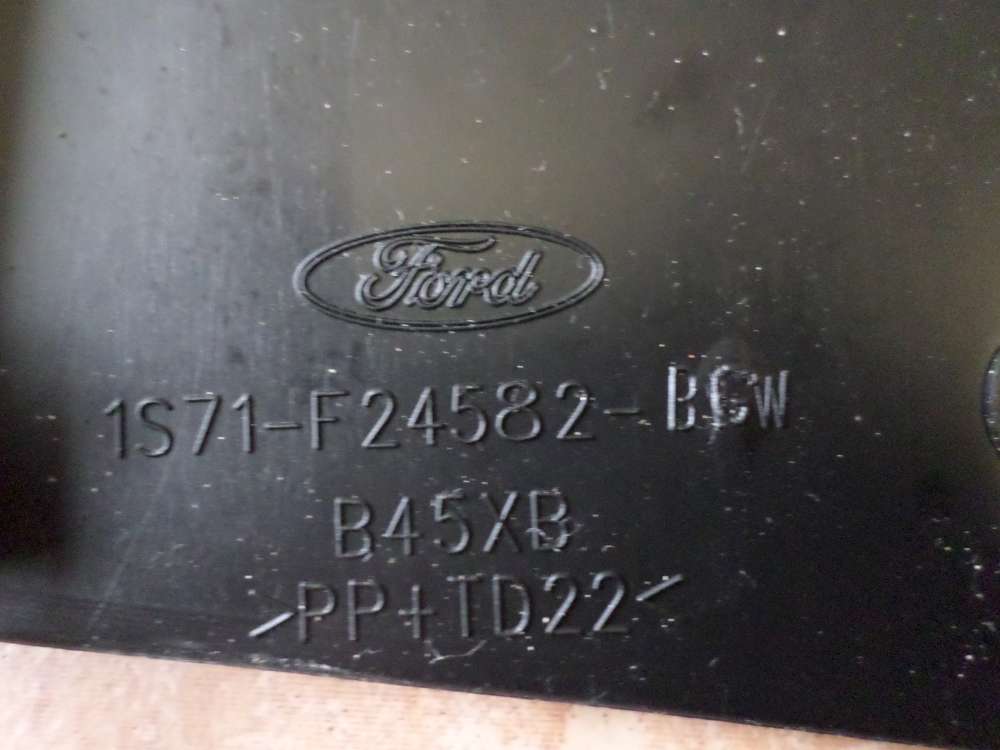 Ford
1S71-F24582-BCW
B45XB
>PP+TD22<